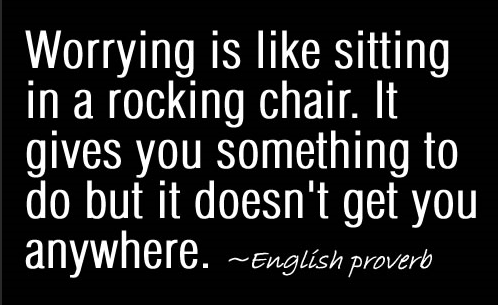 Worrying is like sitting
in a rocking chair. It
gives you something to
do but it doesn't get you
anywhere. ~English proverb